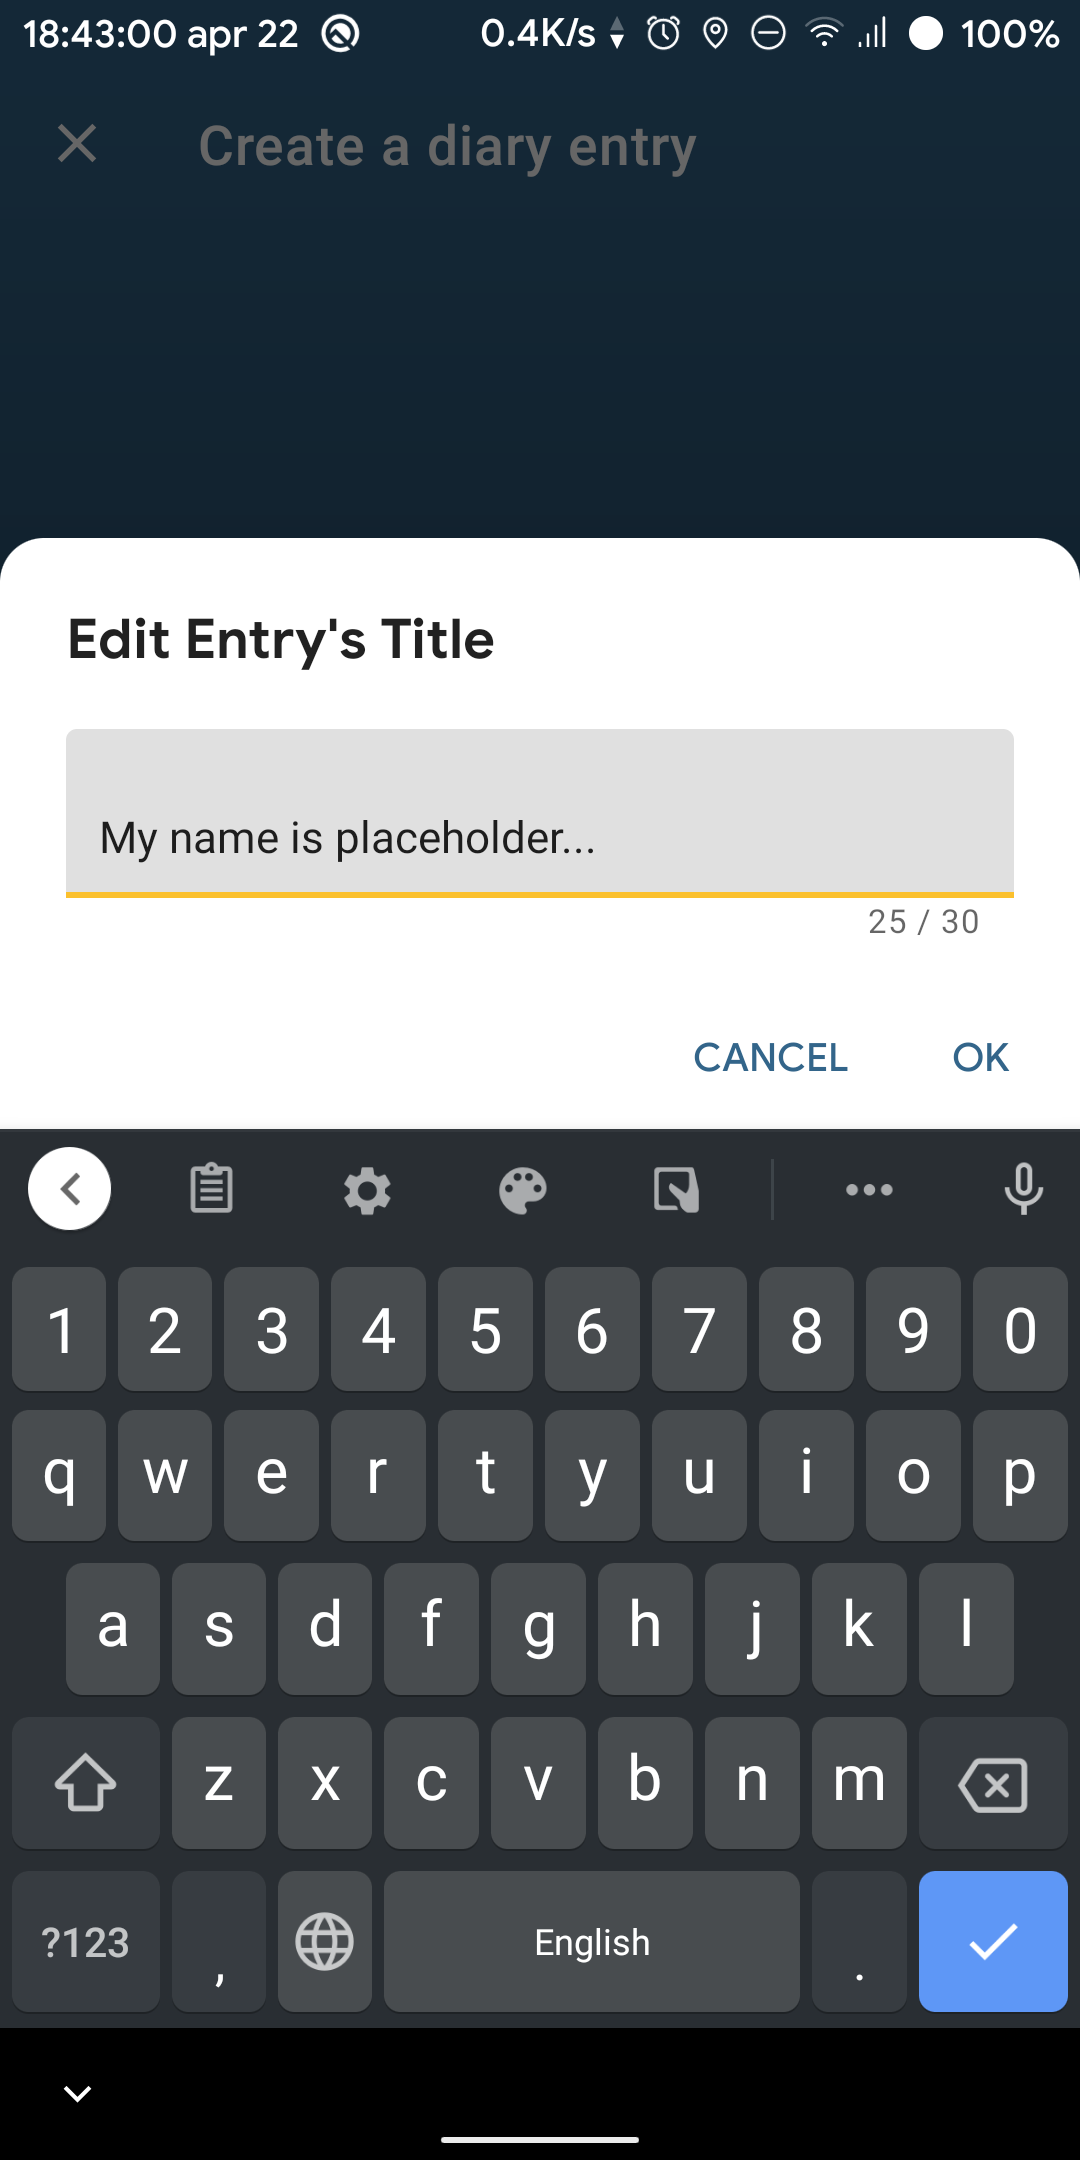 18:43:00 apr 22 0.4K/s 100%
Create a diary entry
Edit Entry's Title
My name is placeholder...
25 / 30
CANCEL OK
1 2 3 4 5 6 7 8 9 0
q w e r t y u i o p
a s d f g h j k l
z x c v b n m
?123 , English .